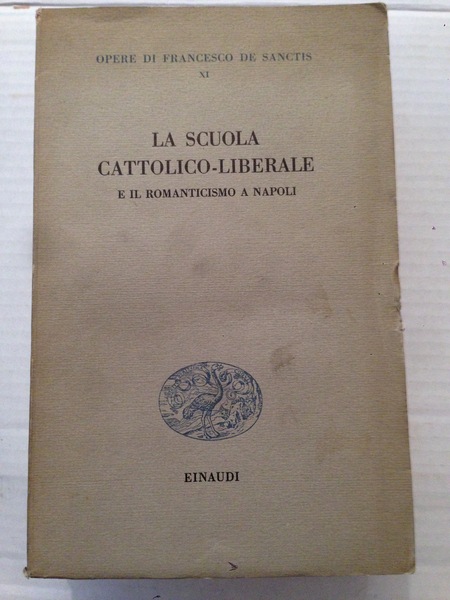 OPERE DI FRANCESCO DE SANCTIS
XI
LA SCUOLA
CATTOLICO-LIBERALE
E IL ROMANTICISMO A NAPOLI
EINAUDI